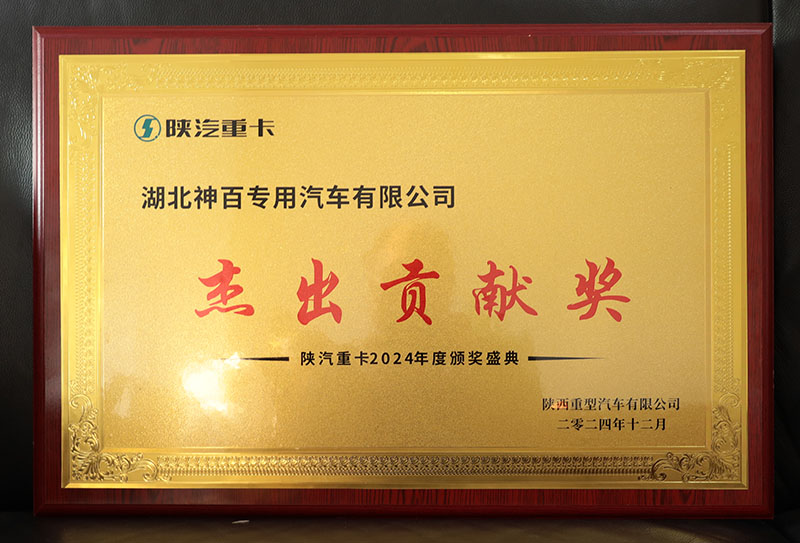 陕汽重卡
湖北神百专用汽车有限公司
杰出贡献奖
陕汽重卡2024年度颁奖盛典
陕西重型汽车有限公司
二零二四年十二月